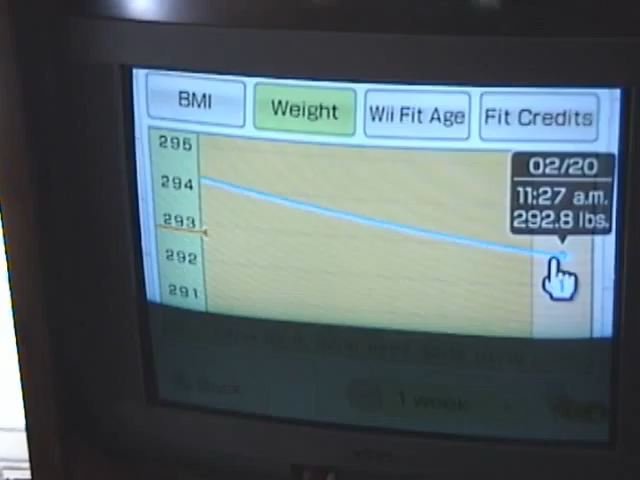 BMI
Weight
Wii Fit Age
Fit Credits
295
294
293
292
291
02/20
11:27 a.m.
292.8 lbs.
1
1 week